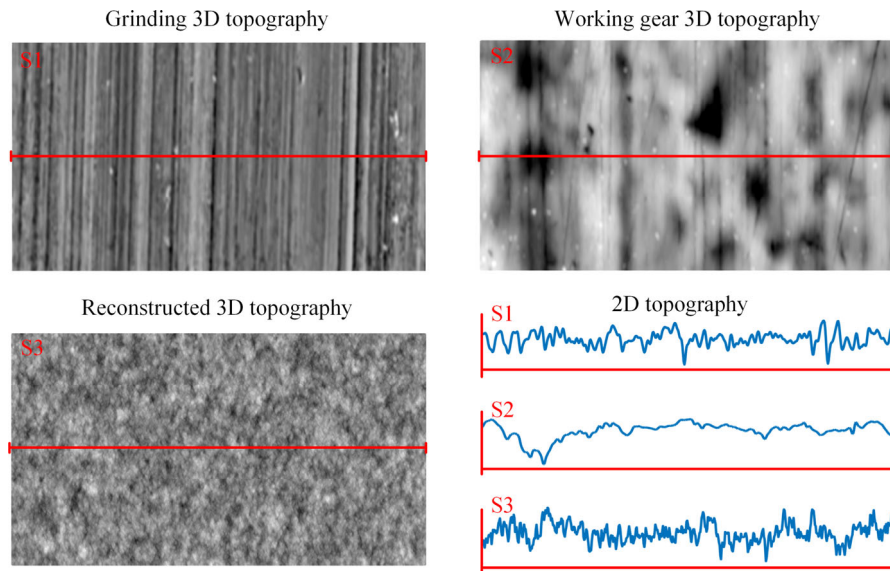 Grinding 3D topography
S1
Working gear 3D topography
S2
Reconstructed 3D topography
S3
2D topography
S1
S2
S3